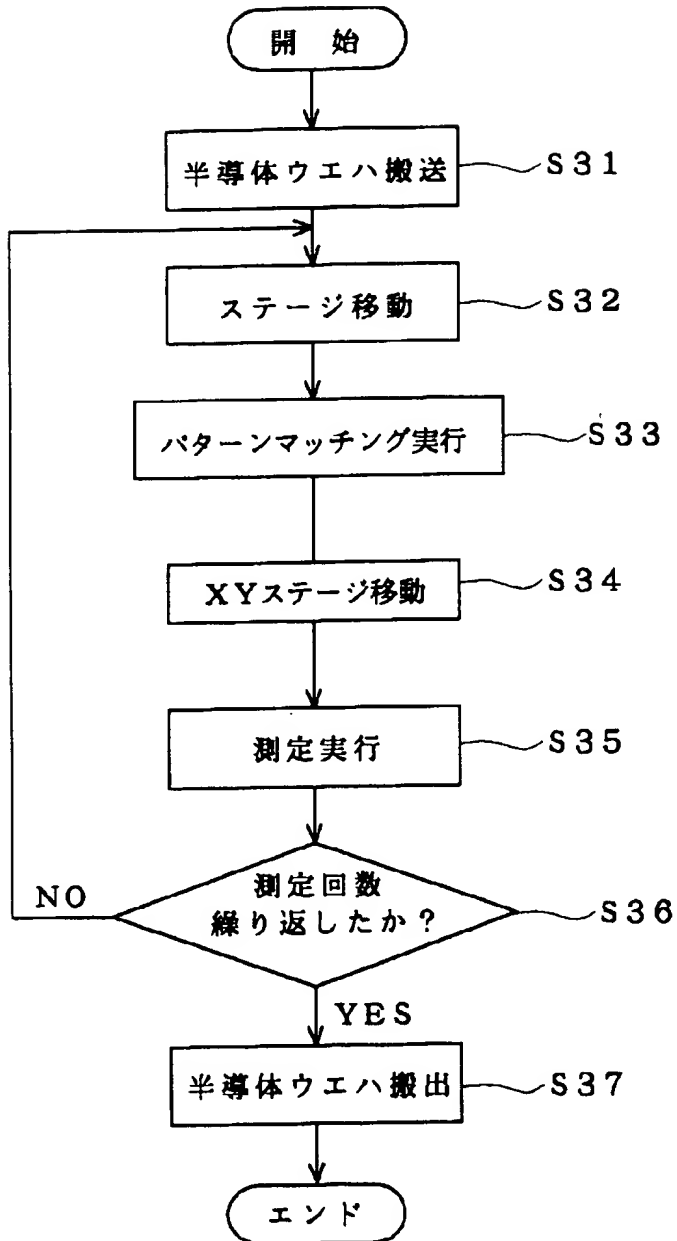 開始
半導体ウエハ搬送
S31
ステージ移動
S32
パターンマッチング実行
S33
XYステージ移動
S34
測定実行
S35
測定回数
繰り返したか?
S36
NO
YES
半導体ウエハ搬出
S37
エンド